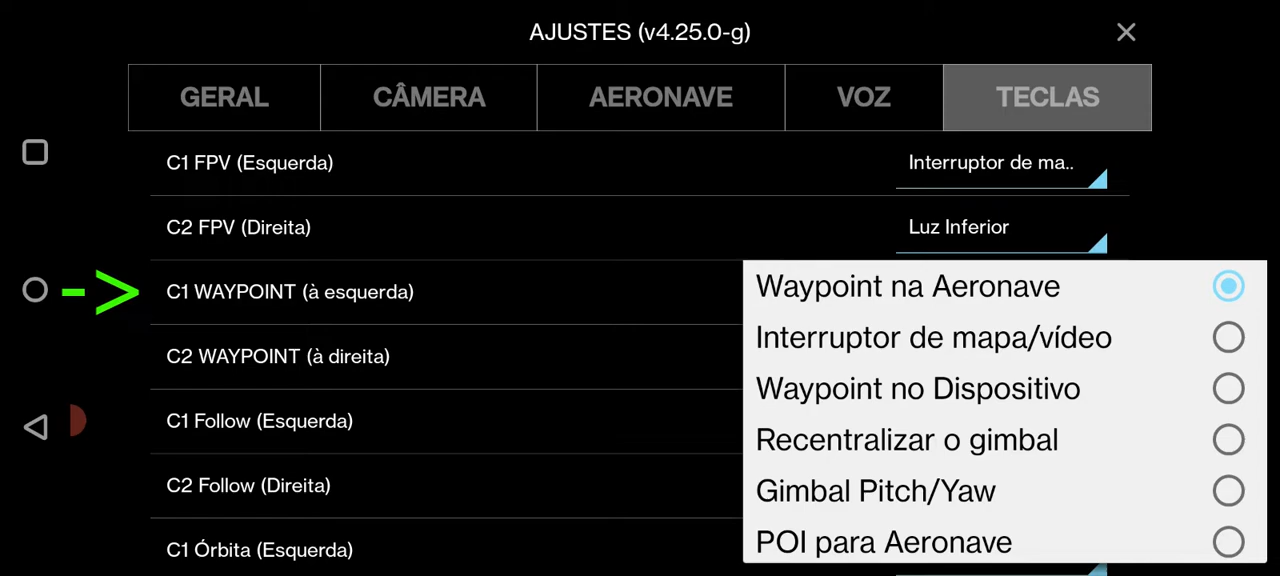 AJUSTES (v4.25.0-g)
GERAL CÂMERA AERONAVE VOZ TECLAS
C1 FPV (Esquerda) Interruptor de ma..
C2 FPV (Direita) Luz Inferior
-> C1 WAYPOINT (à esquerda)
C2 WAYPOINT (à direita)
C1 Follow (Esquerda)
C2 Follow (Direita)
C1 Órbita (Esquerda)
Waypoint na Aeronave
Interruptor de mapa/vídeo
Waypoint no Dispositivo
Recentralizar o gimbal
Gimbal Pitch/Yaw
POI para Aeronave